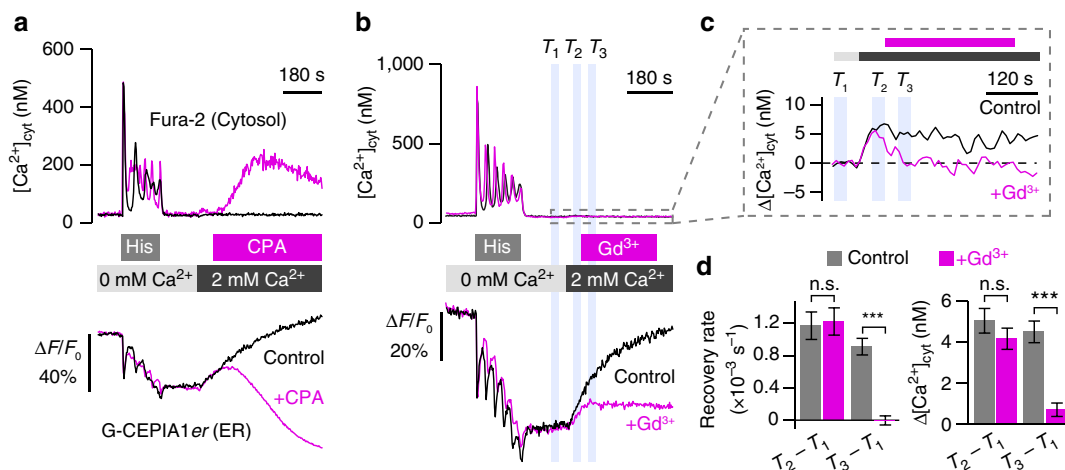 a
600
400
200
0
[Ca²⁺]cyt (nM)
180 s
Fura-2 (Cytosol)
His
CPA
0 mM Ca²⁺
2 mM Ca²⁺
ΔF/F₀
40%
Control
+CPA
G-CEPIA1er (ER)
b
T₁ T₂ T₃
1,000
500
0
[Ca²⁺]cyt (nM)
180 s
His
Gd³⁺
0 mM Ca²⁺
2 mM Ca²⁺
ΔF/F₀
20%
Control
+Gd³⁺
c
T₁ T₂ T₃
120 s
Control
10
5
0
−5
Δ[Ca²⁺]cyt (nM)
+Gd³⁺
d
Control
+Gd³⁺
n.s.
***
1.2
0.8
0.4
0
Recovery rate
(×10⁻³ s⁻¹)
T₂ – T₁
T₃ – T₁
n.s.
***
6
4
2
0
Δ[Ca²⁺]cyt (nM)
T₂ – T₁
T₃ – T₁